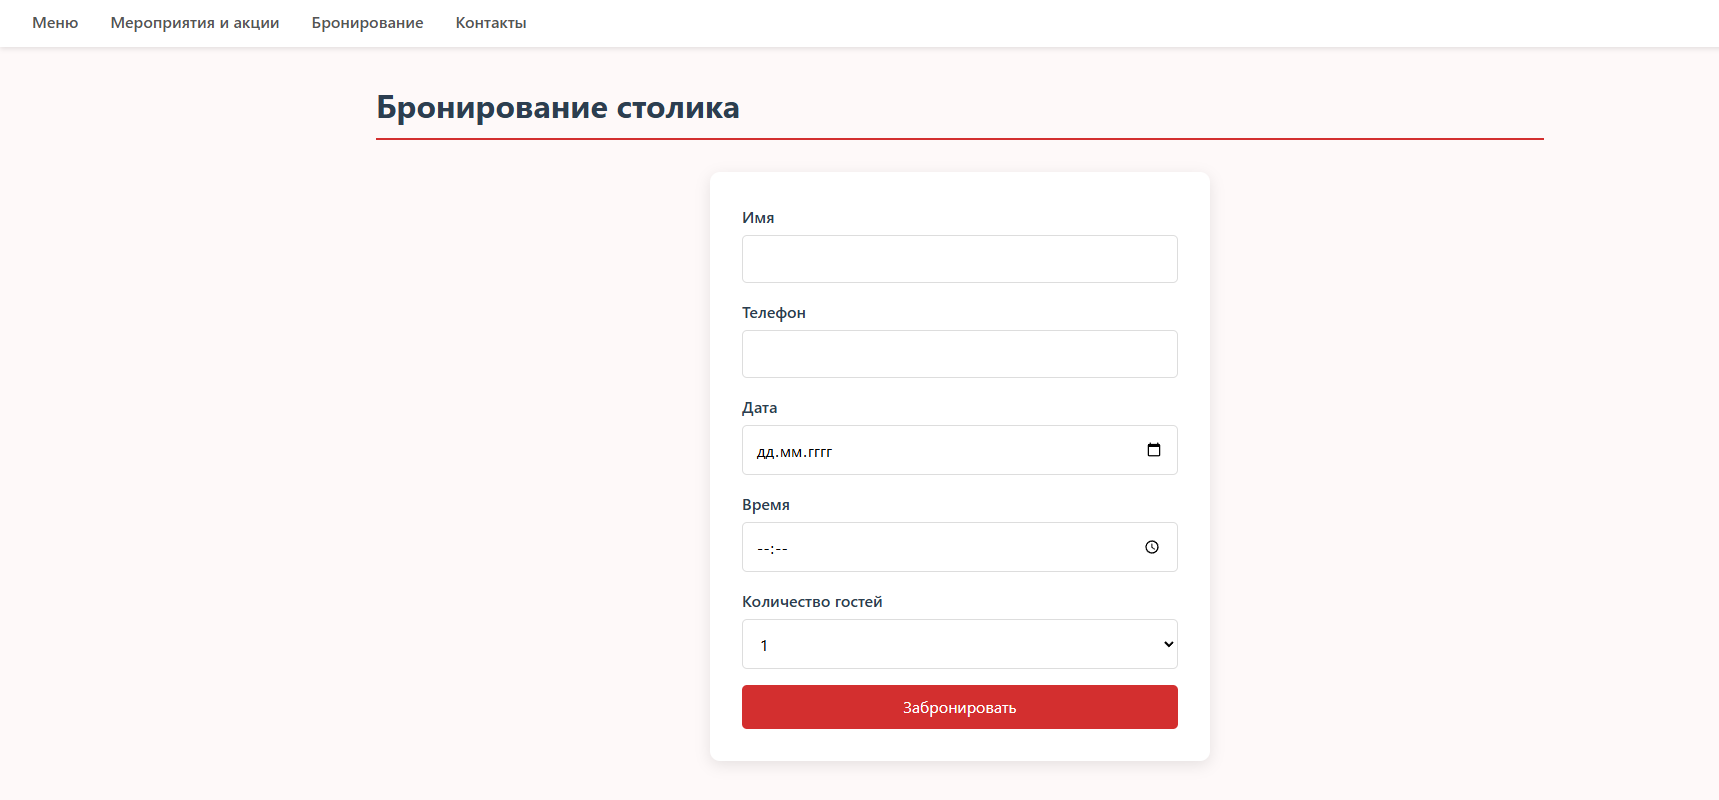 Меню Мероприятия и акции Бронирование Контакты
Бронирование столика
Имя
Телефон
Дата
дд.мм.гггг
Время
--:--
Количество гостей
1
Забронировать